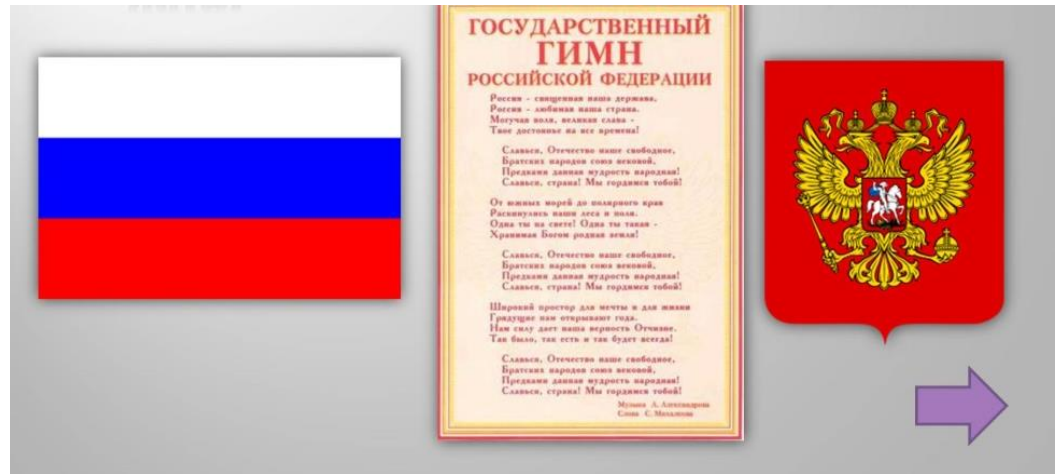 ГОСУДАРСТВЕННЫЙ
ГИМН
РОССИЙСКОЙ ФЕДЕРАЦИИ
Россия - священная наша держава,
Россия - любимая наша страна.
Могучая воля, великая слава -
Твое достоянье на все времена!
Славься, Отечество наше свободное,
Братских народов союз вековой,
Предками данная мудрость народная!
Славься, страна! Мы гордимся тобой!
От южных морей до полярного края
Раскинулись наши леса и поля.
Одна ты на свете! Одна ты такая -
Хранимая Богом родная земля!
Славься, Отечество наше свободное,
Братских народов союз вековой,
Предками данная мудрость народная!
Славься, страна! Мы гордимся тобой!
Широкий простор для мечты и для жизни
Грядущие нам открывают года.
Нам силу дает наша верность Отчизне.
Так было, так есть и так будет всегда!
Славься, Отечество наше свободное,
Братских народов союз вековой,
Предками данная мудрость народная!
Славься, страна! Мы гордимся тобой!
Музыка А. Александрова
Слова С. Михалкова